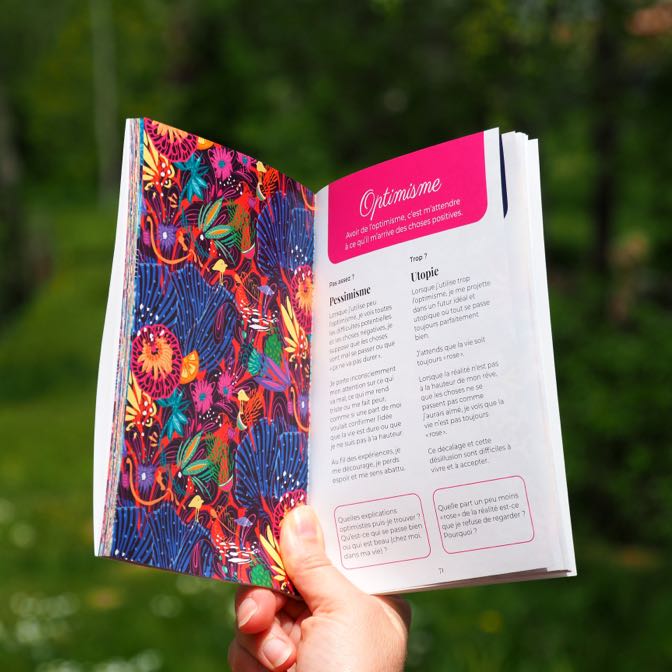 Optimisme
Avoir de l'optimisme, c'est m'attendre
à ce qu'il m'arrive des choses positives.
Pas assez ?
Pessimisme
Lorsque j'utilise peu
l'optimisme, je vois toutes
les difficultés potentielles
et les choses négatives, je
suppose que les choses
vont mal se passer ou que
« ça ne va pas durer ».
Je porte inconsciemment
mon attention sur ce qui
va mal, ce qui me rend
triste ou me fait peur,
comme si une part de moi
voulait confirmer l'idée
que la vie est dure ou que
je ne suis pas à la hauteur.
Au fil des expériences, je
me décourage, je perds
espoir et me sens abattu.
Quelles explications
optimistes puis-je trouver ?
Qu'est-ce qui se passe bien
ou qui est beau (chez moi,
dans ma vie) ?
Trop ?
Utopie
Lorsque j'utilise trop
l'optimisme, je me projette
dans un futur idéal et
utopique où tout se passe
toujours parfaitement
bien.
J'attends que la vie soit
toujours « rose ».
Lorsque la réalité n'est pas
à la hauteur de mon rêve,
que les choses ne se
passent pas comme
j'aurais aimé, je vois que la
vie n'est pas toujours
« rose ».
Ce décalage et cette
désillusion sont difficiles à
vivre et à accepter.
Quelle part un peu moins
« rose » de la réalité est-ce
que je refuse de regarder ?
Pourquoi ?
71